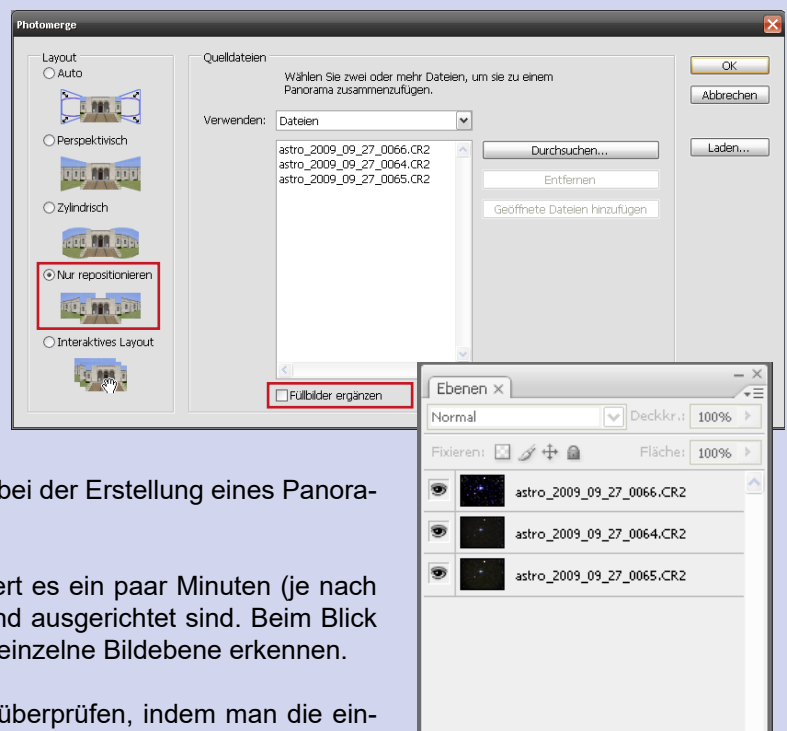 Photomerge
Layout
Auto
Perspektivisch
Zylindrisch
Nur repositionieren
Interaktives Layout
Quelldateien
Wählen Sie zwei oder mehr Dateien, um sie zu einem
Panorama zusammenzufügen.
Verwenden: Dateien
astro_2009_09_27_0066.CR2
astro_2009_09_27_0064.CR2
astro_2009_09_27_0065.CR2
Durchsuchen...
Entfernen
Geöffnete Dateien hinzufügen
Füllbilder ergänzen
OK
Abbrechen
Laden...
Ebenen ×
Normal Deckkr.: 100%
Fixieren: Fläche: 100%
astro_2009_09_27_0066.CR2
astro_2009_09_27_0064.CR2
astro_2009_09_27_0065.CR2
bei der Erstellung eines Panora-
ert es ein paar Minuten (je nach
nd ausgerichtet sind. Beim Blick
einzelne Bildebene erkennen.
überprüfen, indem man die ein-